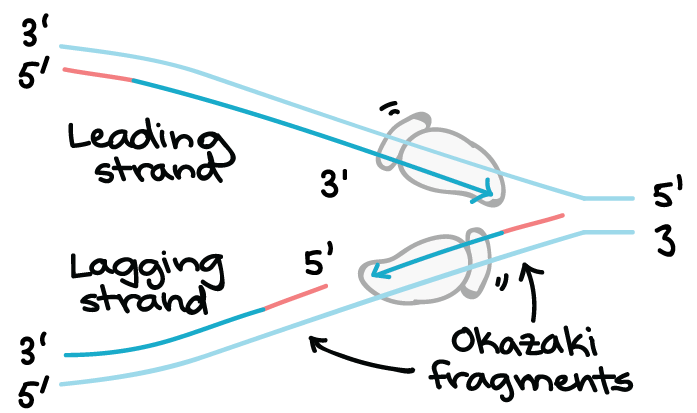 3'
5'
Leading
strand
3'
5'
3
Lagging
strand
5'
3'
5'
Okazaki
fragments